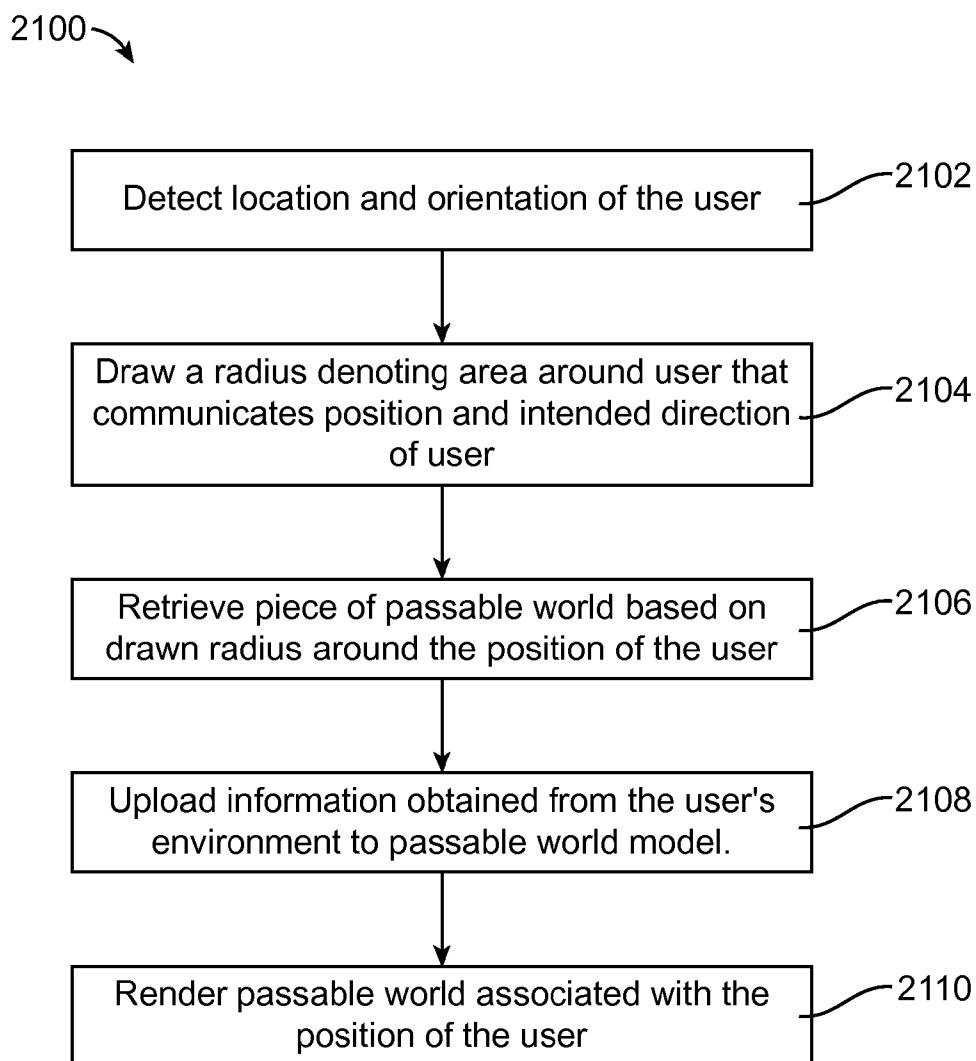 2100
Detect location and orientation of the user
2102
Draw a radius denoting area around user that
communicates position and intended direction
of user
2104
Retrieve piece of passable world based on
drawn radius around the position of the user
2106
Upload information obtained from the user's
environment to passable world model.
2108
Render passable world associated with the
position of the user
2110